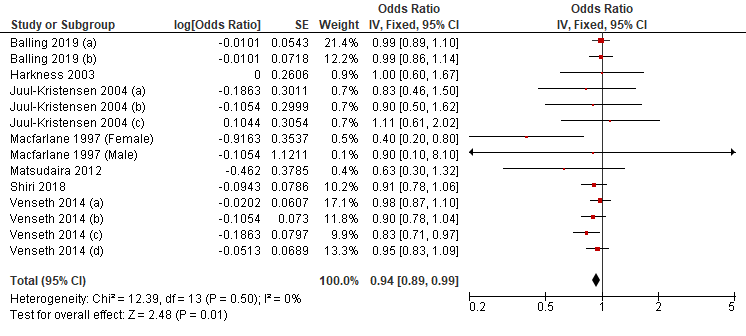 Odds Ratio Odds Ratio
Study or Subgroup log[Odds Ratio] SE Weight IV, Fixed, 95% CI IV, Fixed, 95% CI
Balling 2019 (a) -0.0101 0.0543 21.4% 0.99 [0.89, 1.10]
Balling 2019 (b) -0.0101 0.0718 12.2% 0.99 [0.86, 1.14]
Harkness 2003 0 0.2606 0.9% 1.00 [0.60, 1.67]
Juul-Kristensen 2004 (a) -0.1863 0.3011 0.7% 0.83 [0.46, 1.50]
Juul-Kristensen 2004 (b) -0.1054 0.2999 0.7% 0.90 [0.50, 1.62]
Juul-Kristensen 2004 (c) 0.1044 0.3054 0.7% 1.11 [0.61, 2.02]
Macfarlane 1997 (Female) -0.9163 0.3537 0.5% 0.40 [0.20, 0.80]
Macfarlane 1997 (Male) -0.1054 1.1211 0.1% 0.90 [0.10, 8.10]
Matsudaira 2012 -0.462 0.3785 0.4% 0.63 [0.30, 1.32]
Shiri 2018 -0.0943 0.0786 10.2% 0.91 [0.78, 1.06]
Venseth 2014 (a) -0.0202 0.0607 17.1% 0.98 [0.87, 1.10]
Venseth 2014 (b) -0.1054 0.073 11.8% 0.90 [0.78, 1.04]
Venseth 2014 (c) -0.1863 0.0797 9.9% 0.83 [0.71, 0.97]
Venseth 2014 (d) -0.0513 0.0689 13.3% 0.95 [0.83, 1.09]
Total (95% CI) 100.0% 0.94 [0.89, 0.99]
Heterogeneity: Chi² = 12.39, df = 13 (P = 0.50); I² = 0%
Test for overall effect: Z = 2.48 (P = 0.01)
0.2 0.5 1 2 5